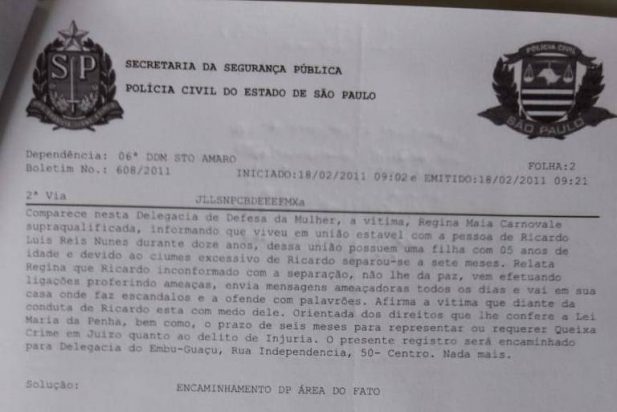 SP
POLÍCIA CIVIL
SÃO PAULO
SECRETARIA DA SEGURANÇA PÚBLICA
POLÍCIA CIVIL DO ESTADO DE SÃO PAULO
Dependência: 06ª DDM STO AMARO FOLHA:2
Boletim No.: 608/2011 INICIADO:18/02/2011 09:02 e EMITIDO:18/02/2011 09:21
2ª Via JLLSNPCRDEEEFMXa
Comparece nesta Delegacia de Defesa da Mulher, a vitima, Regina Maia Carnovale
supraqualificada, informando que viveu em união estavel com a pessoa de Ricardo
Luis Reis Nunes durante doze anos, dessa união possuem uma filha com 05 anos de
idade e devido ao ciumes excessivo de Ricardo separou-se a sete meses. Relata
Regina que Ricardo inconformado com a separação, não lhe da paz, vem efetuando
ligações proferindo ameaças, envia mensagens ameaçadoras todos os dias e vai em sua
casa onde faz escandalos e a ofende com palavrões. Afirma a vitima que diante da
conduta de Ricardo esta com medo dele. Orientada dos direitos que lhe confere a Lei
Maria da Penha, bem como, o prazo de seis meses para representar ou requerer Queixa
Crime em Juizo quanto ao delito de Injuria. O presente registro será encaminhado
para Delegacia do Embu-Guaçu, Rua Independencia, 50- Centro. Nada mais.
Solução: ENCAMINHAMENTO DP ÁREA DO FATO